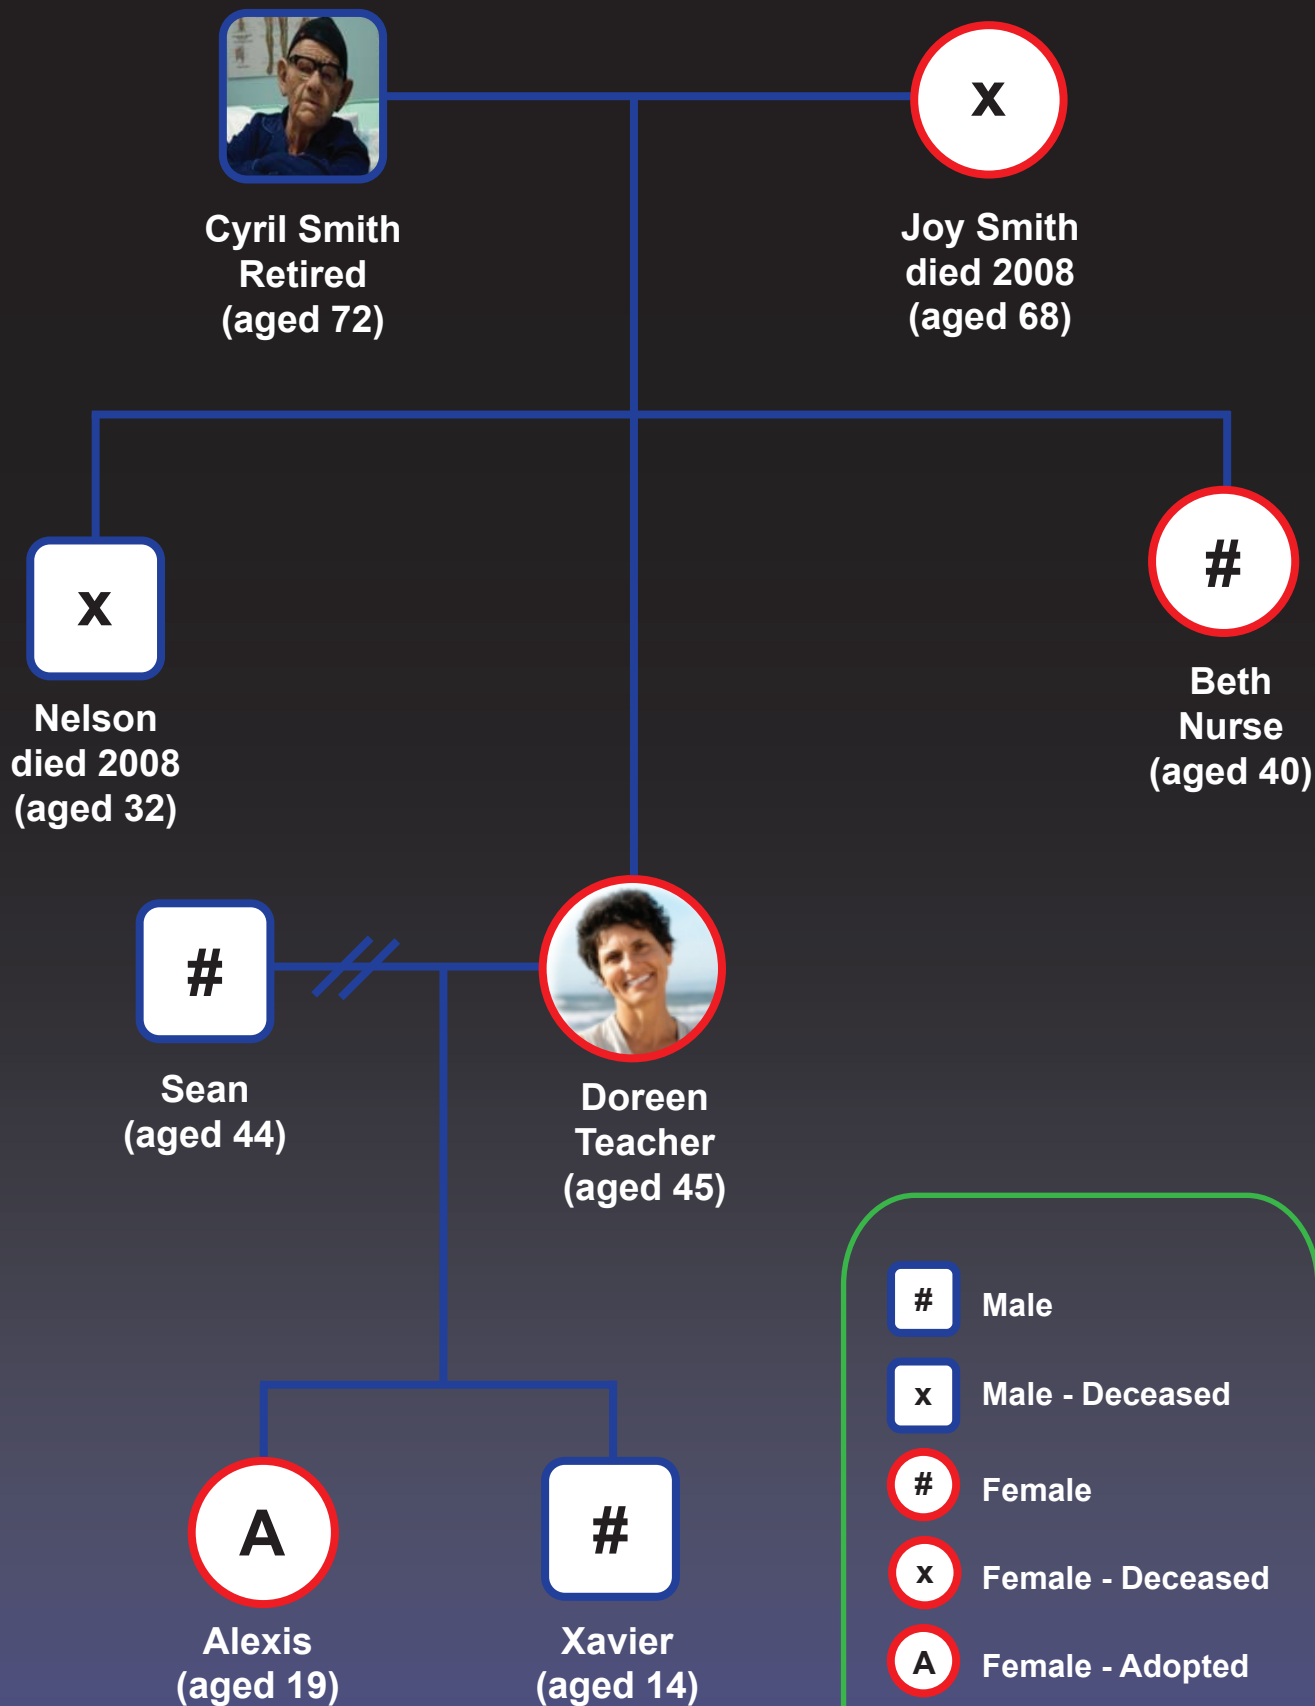 x
Cyril Smith
Retired
(aged 72)
Joy Smith
died 2008
(aged 68)
x
Nelson
died 2008
(aged 32)
#
Beth
Nurse
(aged 40)
#
Sean
(aged 44)
Doreen
Teacher
(aged 45)
A
Alexis
(aged 19)
#
Xavier
(aged 14)
# Male
x Male - Deceased
# Female
x Female - Deceased
A Female - Adopted